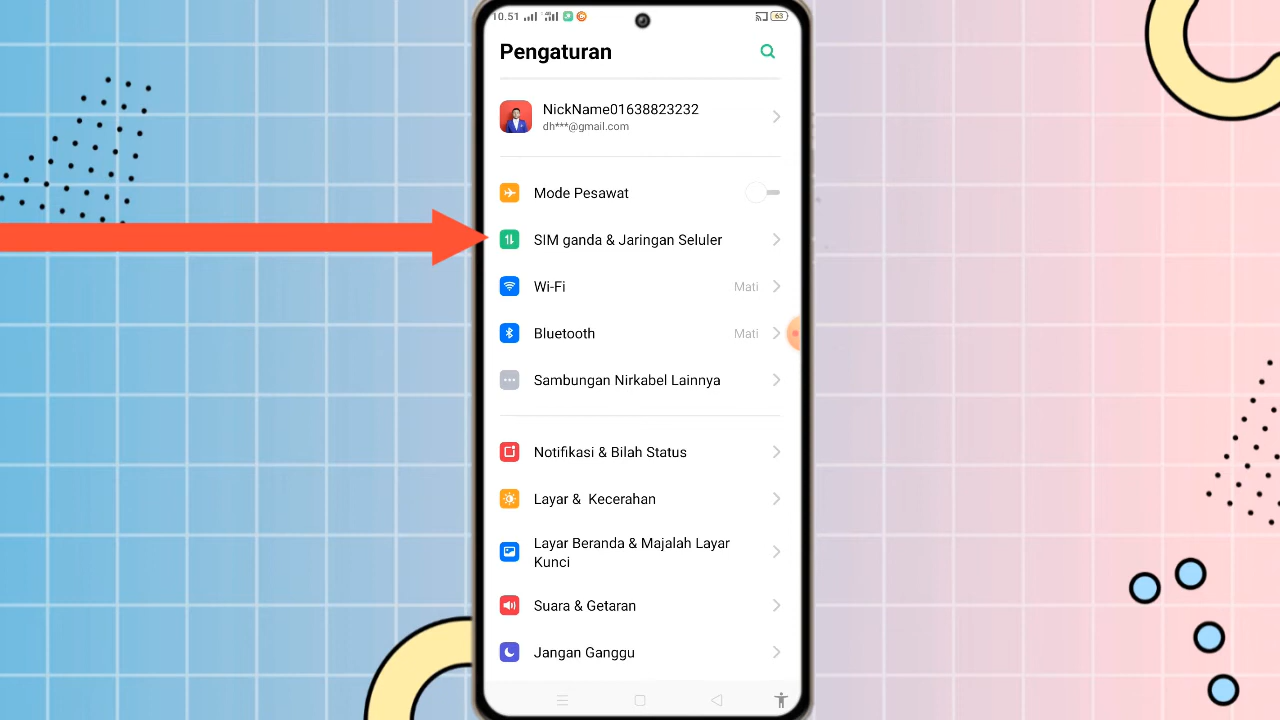 10.51
63
Pengaturan
NickName01638823232
dh***@gmail.com
Mode Pesawat
SIM ganda & Jaringan Seluler
Wi-Fi Mati
Bluetooth Mati
Sambungan Nirkabel Lainnya
Notifikasi & Bilah Status
Layar & Kecerahan
Layar Beranda & Majalah Layar
Kunci
Suara & Getaran
Jangan Ganggu